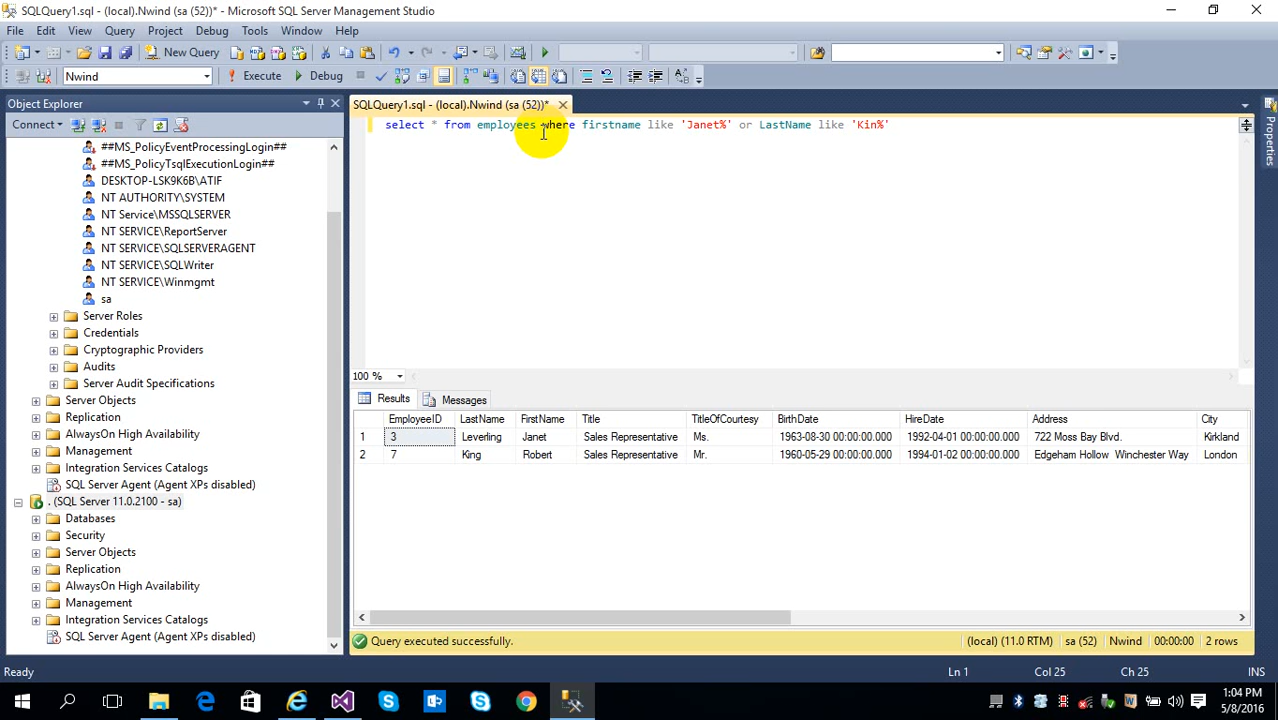 SQLQuery1.sql - (local).Nwind (sa (52))* - Microsoft SQL Server Management Studio
File Edit View Query Project Debug Tools Window Help
New Query
Nwind Execute Debug
Object Explorer
Connect
##MS_PolicyEventProcessingLogin##
##MS_PolicyTsqlExecutionLogin##
DESKTOP-LSK9K6B\ATIF
NT AUTHORITY\SYSTEM
NT Service\MSSQLSERVER
NT SERVICE\ReportServer
NT SERVICE\SQLSERVERAGENT
NT SERVICE\SQLWriter
NT SERVICE\Winmgmt
sa
Server Roles
Credentials
Cryptographic Providers
Audits
Server Audit Specifications
Server Objects
Replication
AlwaysOn High Availability
Management
Integration Services Catalogs
SQL Server Agent (Agent XPs disabled)
. (SQL Server 11.0.2100 - sa)
Databases
Security
Server Objects
Replication
AlwaysOn High Availability
Management
Integration Services Catalogs
SQL Server Agent (Agent XPs disabled)
SQLQuery1.sql - (local).Nwind (sa (52))*
select * from employees where firstname like 'Janet%' or LastName like 'Kin%'
100 %
Results Messages
EmployeeID LastName FirstName Title TitleOfCourtesy BirthDate HireDate Address City
1 3 Leverling Janet Sales Representative Ms. 1963-08-30 00:00:00.000 1992-04-01 00:00:00.000 722 Moss Bay Blvd. Kirkland
2 7 King Robert Sales Representative Mr. 1960-05-29 00:00:00.000 1994-01-02 00:00:00.000 Edgeham Hollow Winchester Way London
Query executed successfully. (local) (11.0 RTM) sa (52) Nwind 00:00:00 2 rows
Properties
Ready Ln 1 Col 25 Ch 25 INS
1:04 PM
5/8/2016